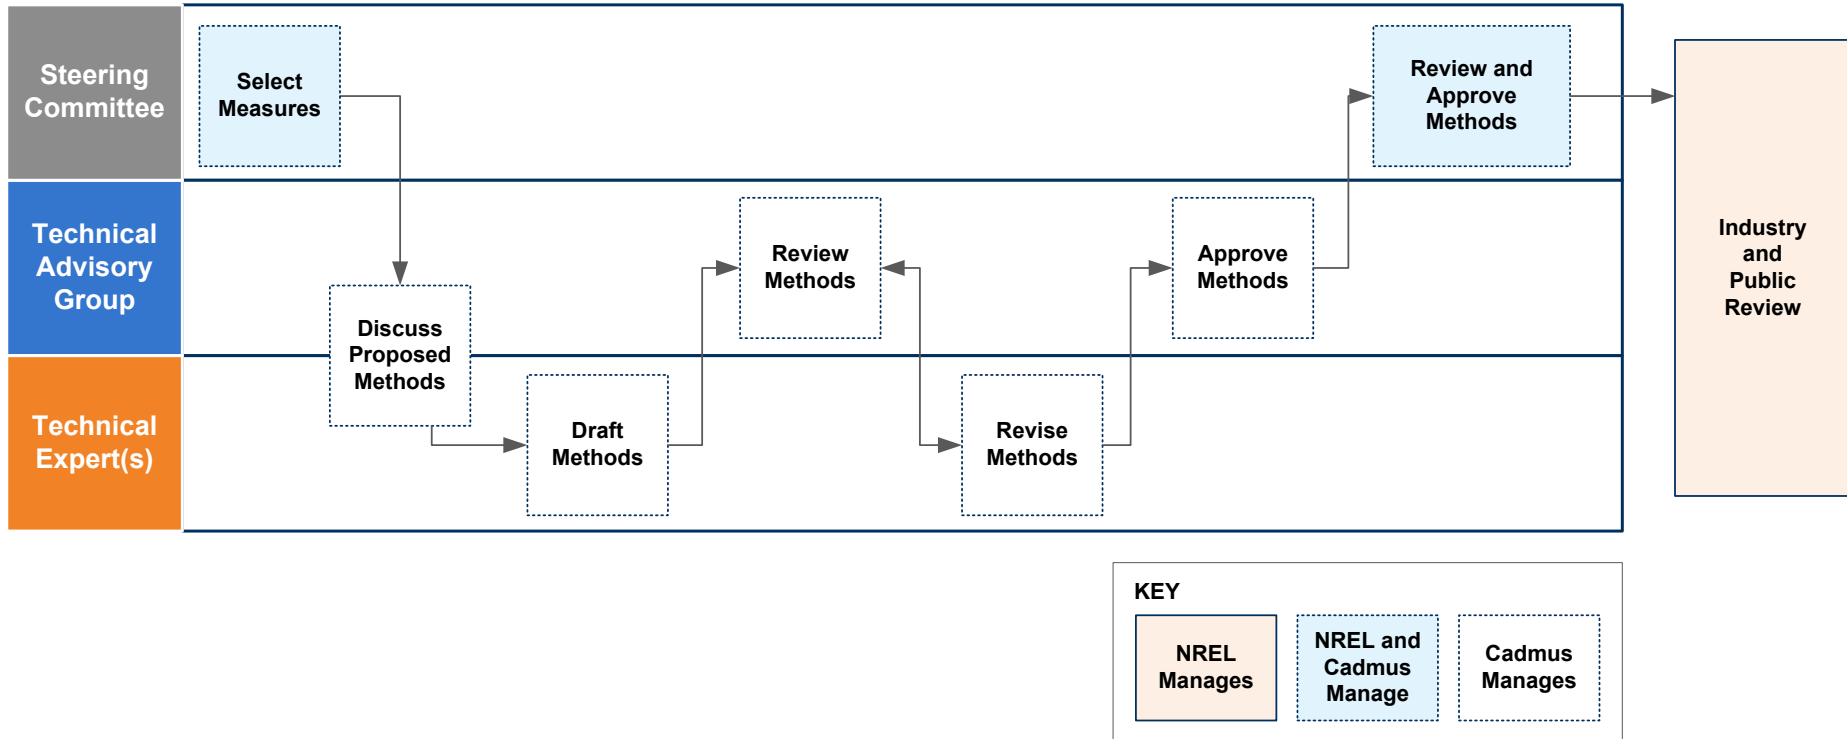 Steering
Committee
Select
Measures
Review and
Approve
Methods
Technical
Advisory
Group
Discuss
Proposed
Methods
Review
Methods
Approve
Methods
Technical
Expert(s)
Draft
Methods
Revise
Methods
Industry
and
Public
Review
KEY
NREL
Manages
NREL and
Cadmus
Manage
Cadmus
Manages